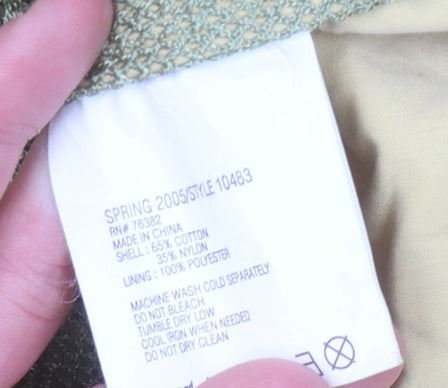 SPRING 2005/STYLE 10483
RN# 76382
MADE IN CHINA
SHELL : 65% COTTON
35% NYLON
LINING : 100% POLYESTER
MACHINE WASH COLD SEPARATELY
DO NOT BLEACH
TUMBLE DRY LOW
COOL IRON WHEN NEEDED
DO NOT DRY CLEAN